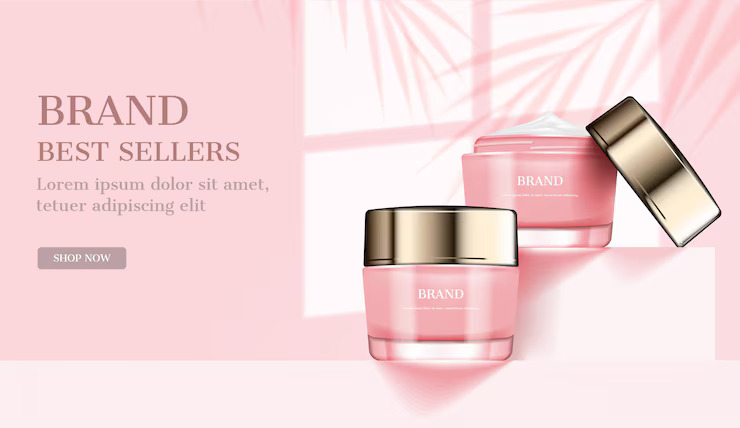 BRAND
BEST SELLERS
Lorem ipsum dolor sit amet,
tetuer adipiscing elit
SHOP NOW
BRAND
BRAND